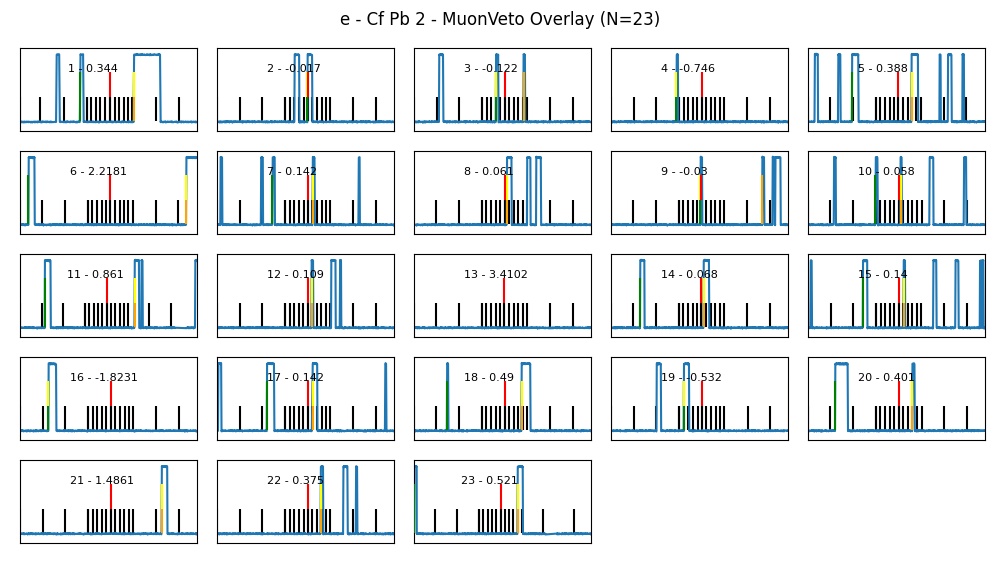 e - Cf Pb 2 - MuonVeto Overlay (N=23)
1 - 0.344
2 - -0.017
3 - -0.122
4 - -0.746
5 - 0.388
6 - 2.2181
7 - 0.142
8 - 0.061
9 - -0.03
10 - 0.058
11 - 0.861
12 - 0.109
13 - 3.4102
14 - 0.068
15 - 0.14
16 - -1.8231
17 - 0.142
18 - 0.49
19 - -0.532
20 - 0.401
21 - 1.4861
22 - 0.375
23 - 0.521